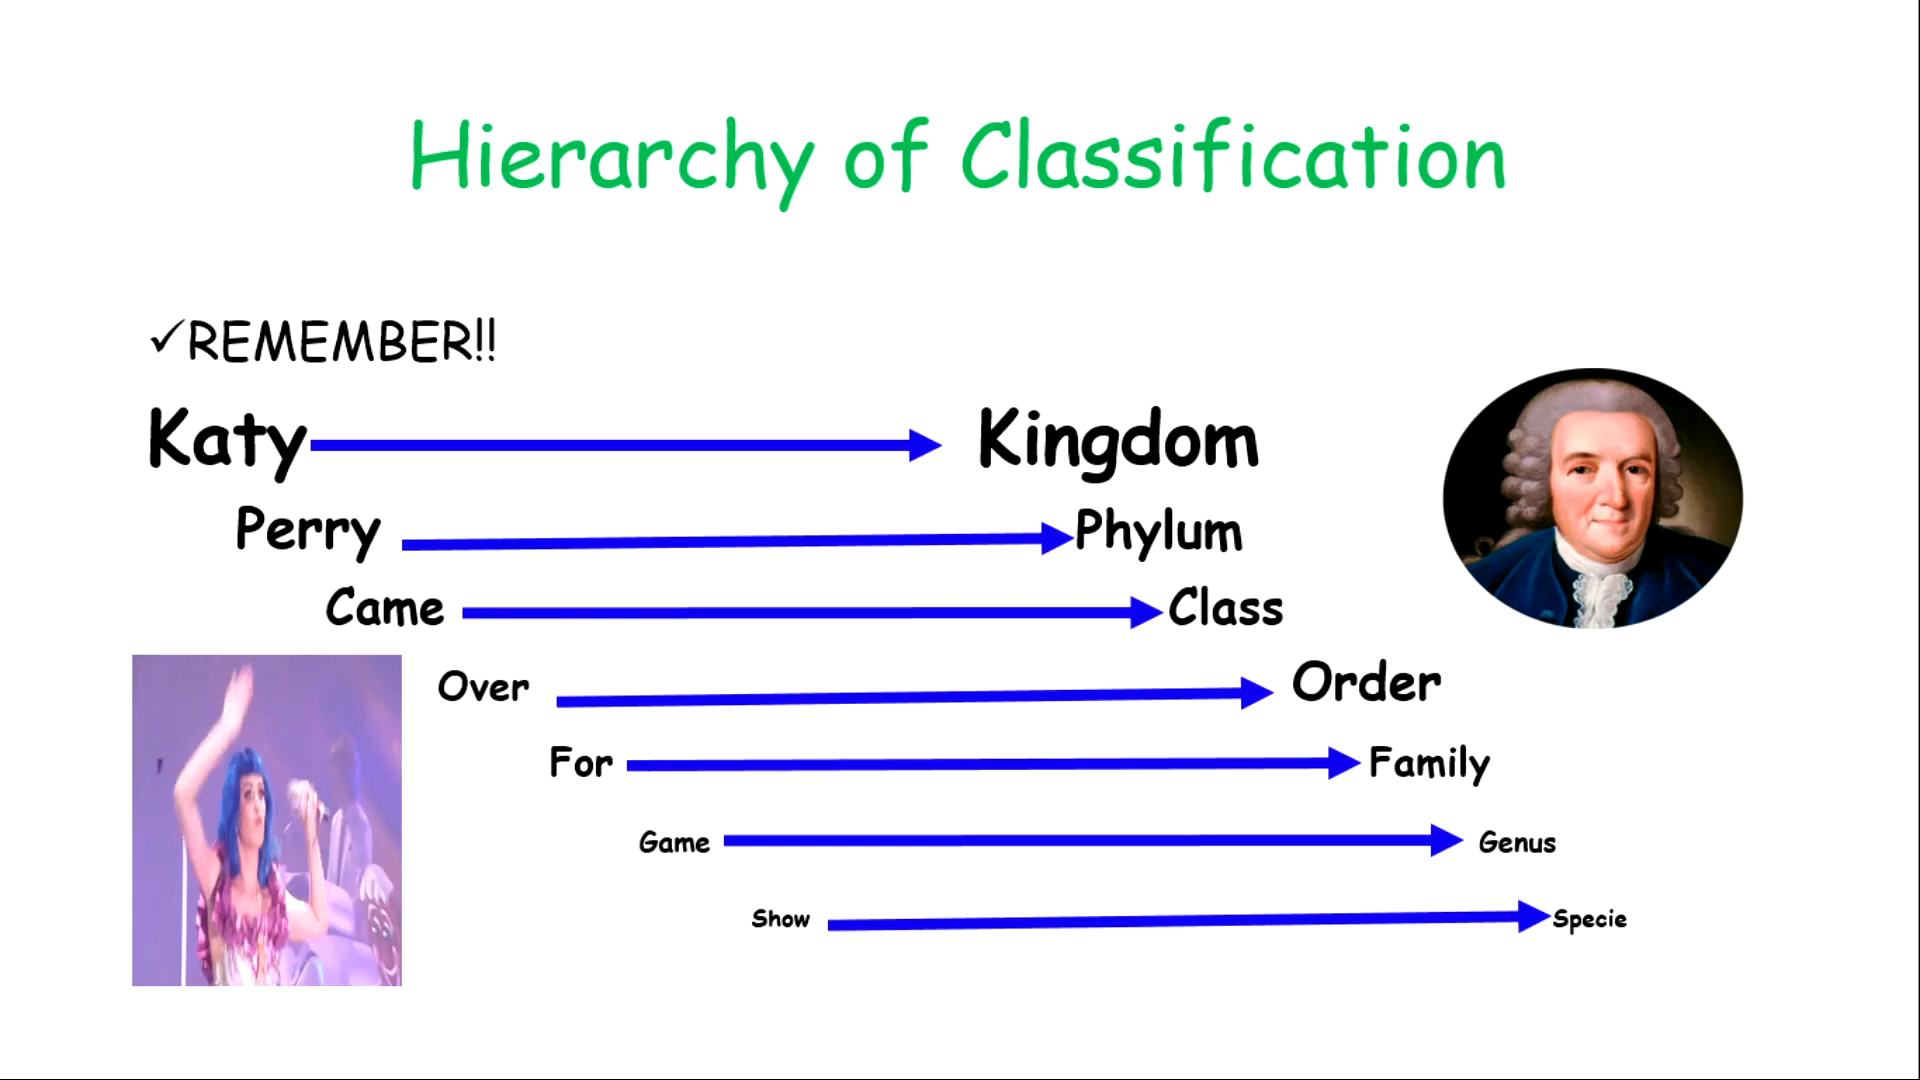 Hierarchy of Classification
✓REMEMBER!!
Katy Kingdom
Perry Phylum
Came Class
Over Order
For Family
Game Genus
Show Specie